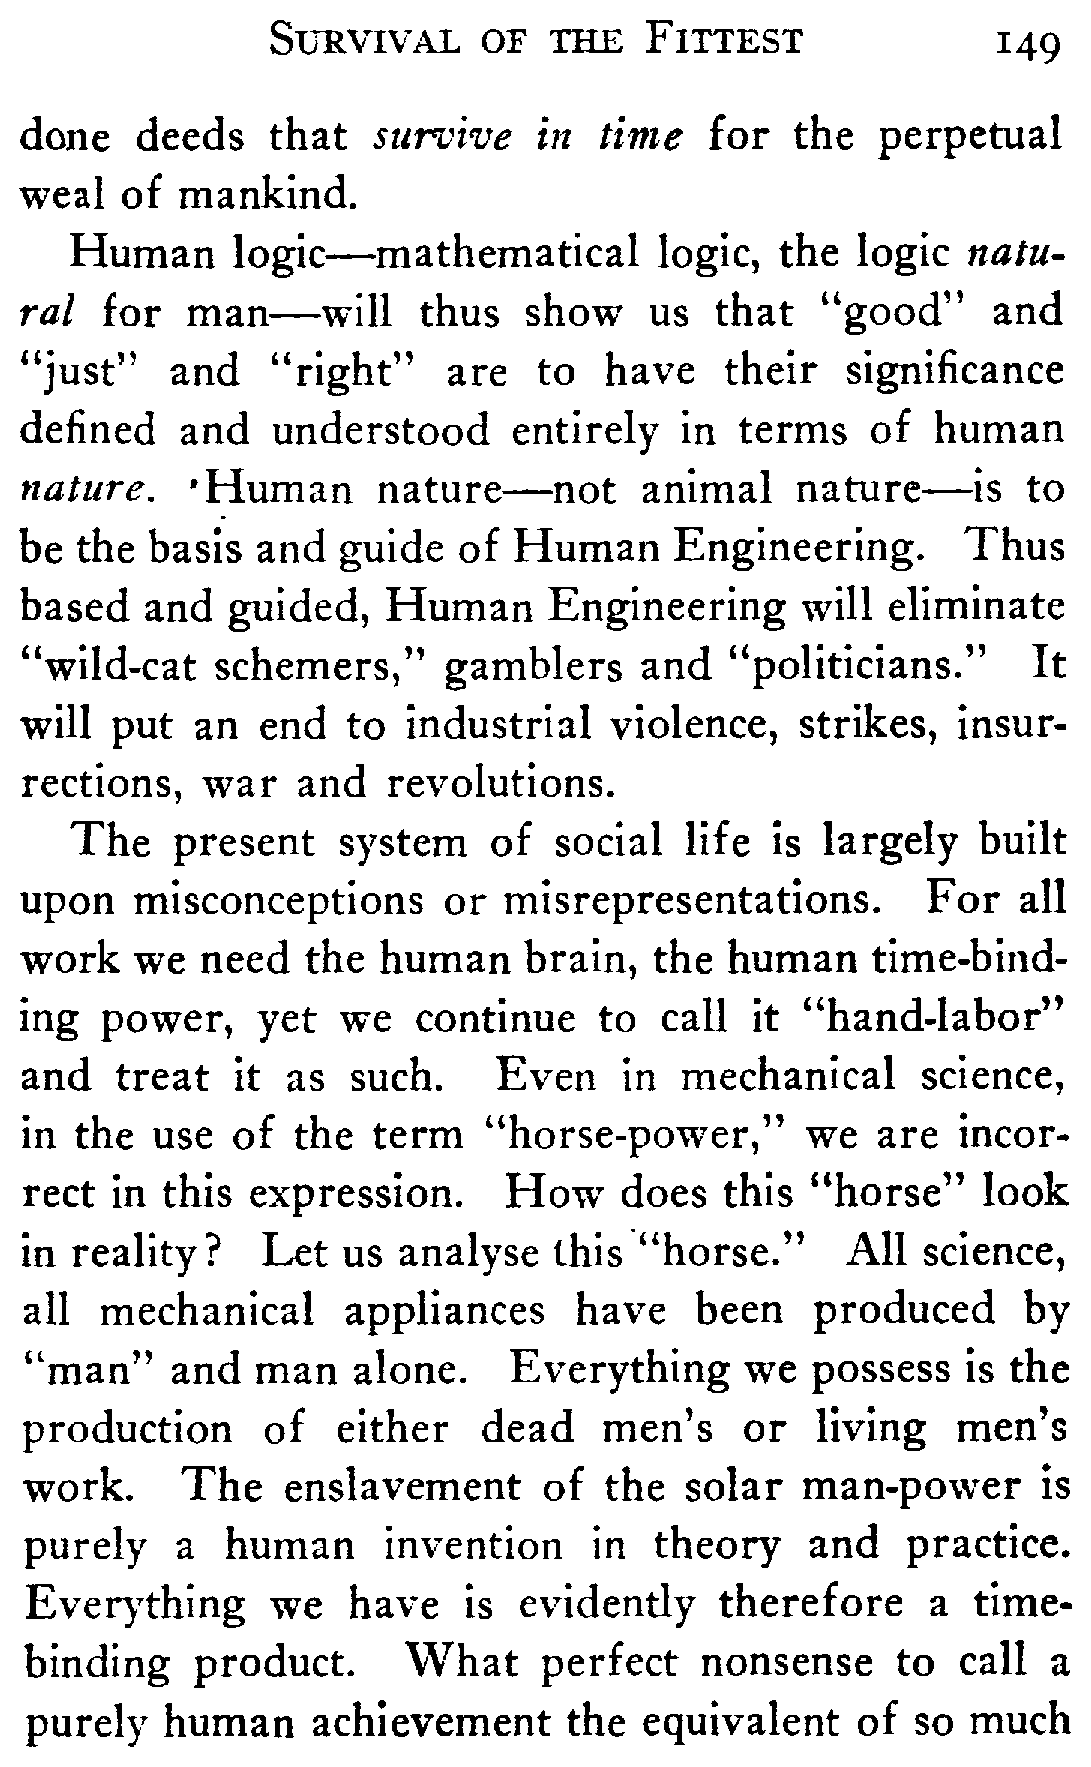 SURVIVAL OF THE FITTEST 149
done deeds that survive in time for the perpetual
weal of mankind.
Human logic—mathematical logic, the logic natu-
ral for man—will thus show us that “good” and
“just” and “right” are to have their significance
defined and understood entirely in terms of human
nature. 'Human nature—not animal nature—is to
be the basis and guide of Human Engineering. Thus
based and guided, Human Engineering will eliminate
“wild-cat schemers,” gamblers and “politicians.” It
will put an end to industrial violence, strikes, insur-
rections, war and revolutions.
The present system of social life is largely built
upon misconceptions or misrepresentations. For all
work we need the human brain, the human time-bind-
ing power, yet we continue to call it “hand-labor”
and treat it as such. Even in mechanical science,
in the use of the term “horse-power,” we are incor-
rect in this expression. How does this “horse” look
in reality? Let us analyse this “horse.” All science,
all mechanical appliances have been produced by
“man” and man alone. Everything we possess is the
production of either dead men's or living men's
work. The enslavement of the solar man-power is
purely a human invention in theory and practice.
Everything we have is evidently therefore a time-
binding product. What perfect nonsense to call a
purely human achievement the equivalent of so much